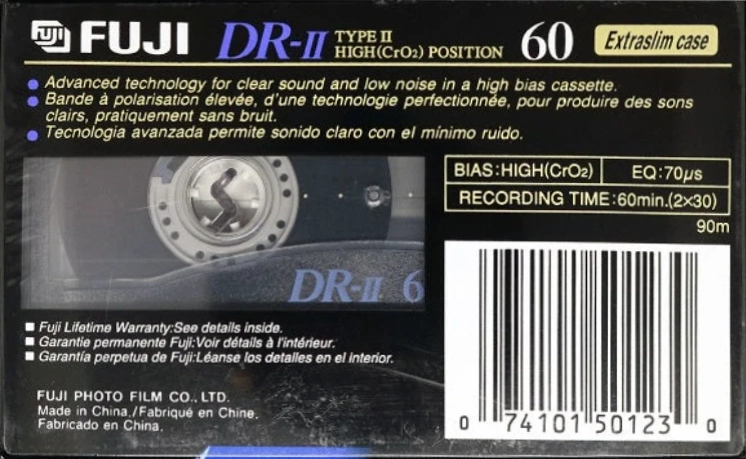 FUJI FUJI DR-II TYPE II 60 Extraslim case
HIGH(CrO2) POSITION
Advanced technology for clear sound and low noise in a high bias cassette.
Bande à polarisation élevée, d'une technologie perfectionnée, pour produire des sons
clairs, pratiquement sans bruit.
Tecnologia avanzada permite sonido claro con el mínimo ruido.
BIAS:HIGH(CrO2) EQ:70μs
RECORDING TIME:60min.(2×30)
90m
DR-II 6
Fuji Lifetime Warranty:See details inside.
Garantie permanente Fuji:Voir détails à l'intérieur.
Garantía perpetua de Fuji:Léanse los detalles en el interior.
FUJI PHOTO FILM CO., LTD.
Made in China./Fabriqué en Chine.
Fabricado en China.
0 74101 50123 0